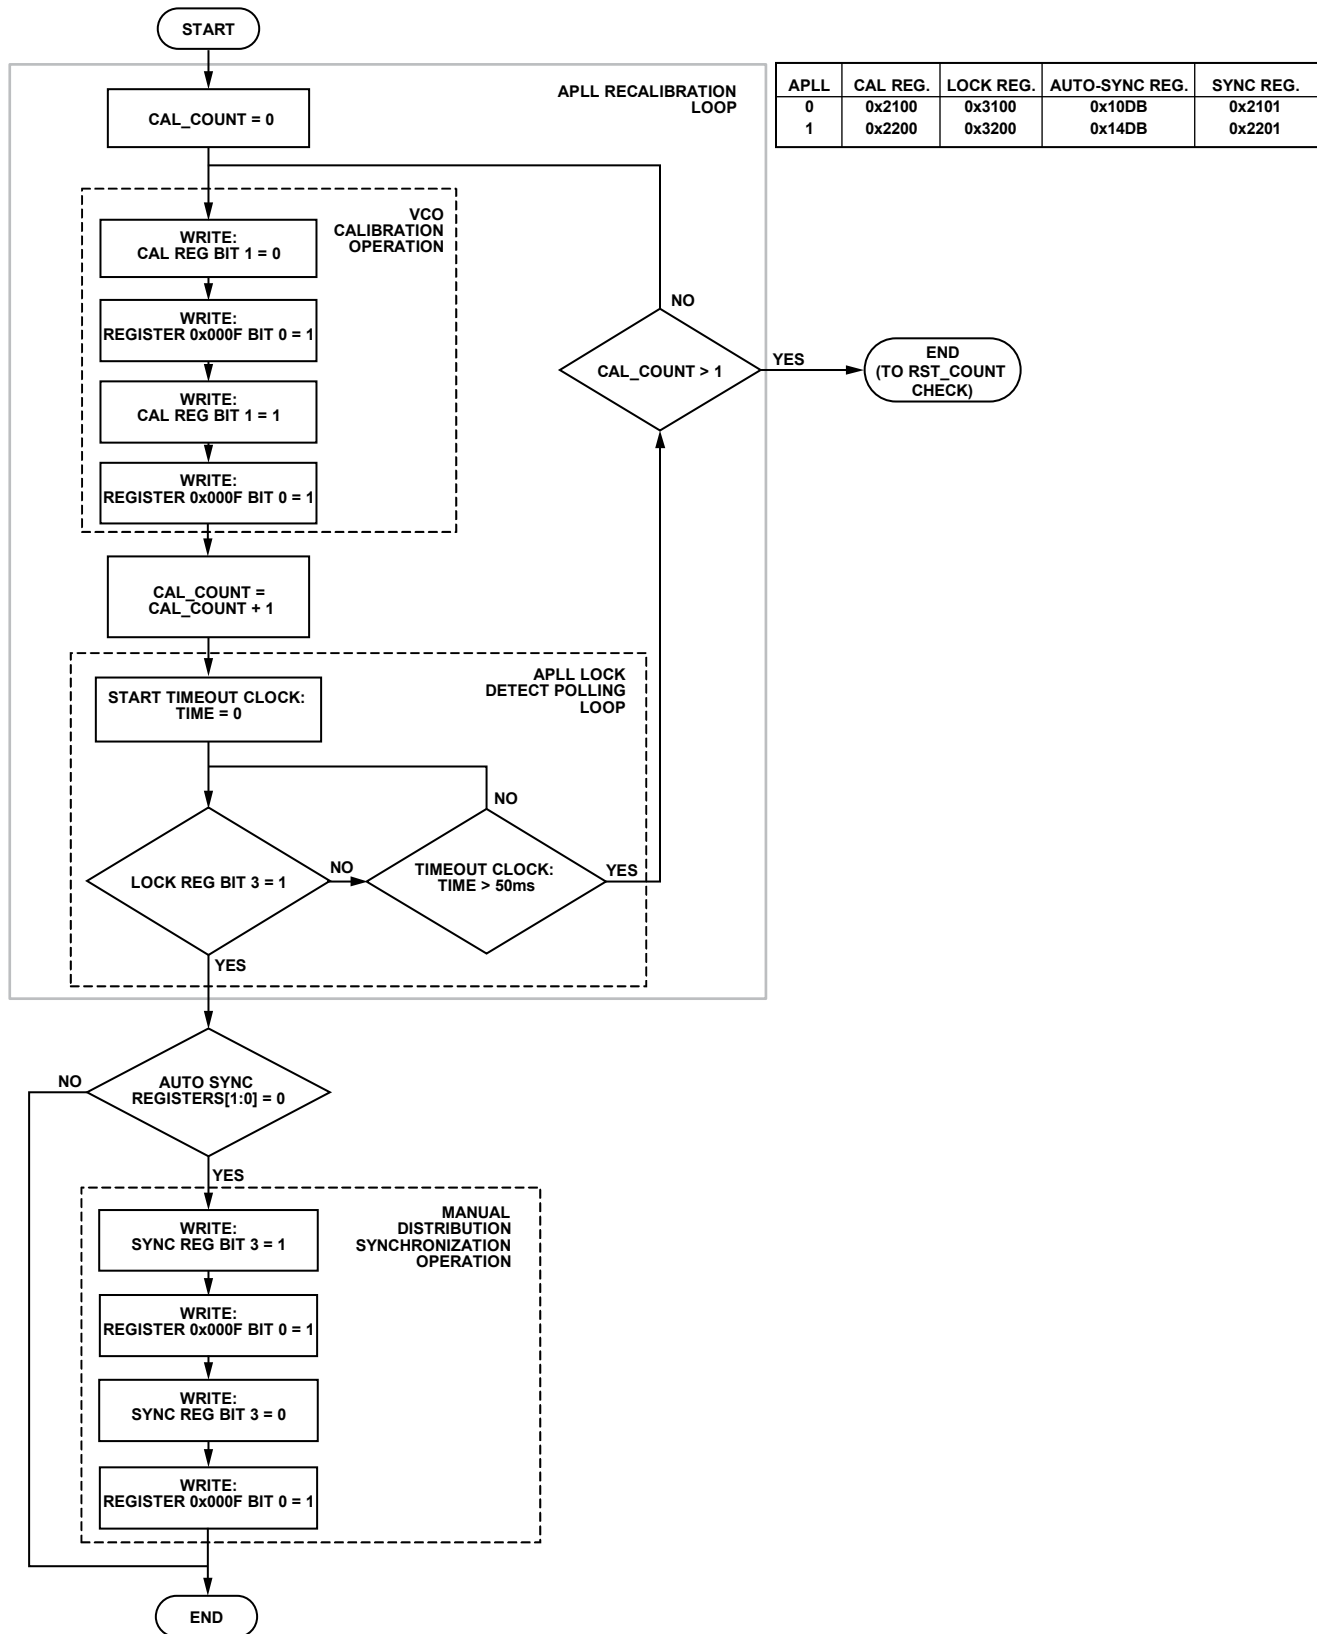 START
APLL RECALIBRATION
LOOP
APLL CAL REG. LOCK REG. AUTO-SYNC REG. SYNC REG.
0 0x2100 0x3100 0x10DB 0x2101
1 0x2200 0x3200 0x14DB 0x2201
CAL_COUNT = 0
VCO
CALIBRATION
OPERATION
WRITE:
CAL REG BIT 1 = 0
WRITE:
REGISTER 0x000F BIT 0 = 1
WRITE:
CAL REG BIT 1 = 1
WRITE:
REGISTER 0x000F BIT 0 = 1
NO
CAL_COUNT > 1
YES
END
(TO RST_COUNT
CHECK)
CAL_COUNT =
CAL_COUNT + 1
APLL LOCK
DETECT POLLING
LOOP
START TIMEOUT CLOCK:
TIME = 0
NO
LOCK REG BIT 3 = 1
NO
TIMEOUT CLOCK:
TIME > 50ms
YES
YES
NO
AUTO SYNC
REGISTERS[1:0] = 0
YES
MANUAL
DISTRIBUTION
SYNCHRONIZATION
OPERATION
WRITE:
SYNC REG BIT 3 = 1
WRITE:
REGISTER 0x000F BIT 0 = 1
WRITE:
SYNC REG BIT 3 = 0
WRITE:
REGISTER 0x000F BIT 0 = 1
END